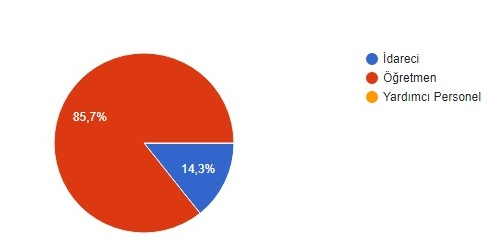 İdareci
Öğretmen
Yardımcı Personel
85,7%
14,3%